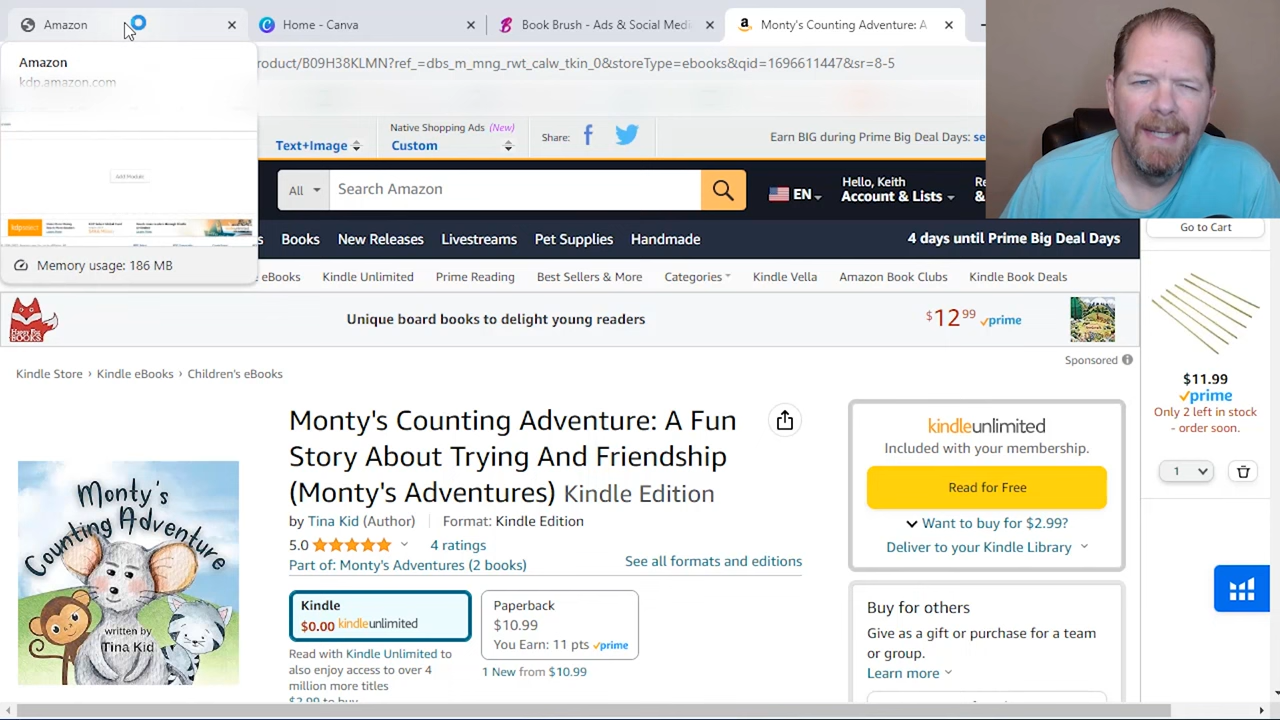 Amazon
Home - Canva
Book Brush - Ads & Social Medi
Monty's Counting Adventure: A
Amazon
kdp.amazon.com
roduct/B09H38KLMN?ref_=dbs_m_mng_rwt_calw_tkin_0&storeType=ebooks&qid=1696611447&sr=8-5
Text+Image
Native Shopping Ads (New)
Custom
Share:
Earn BIG during Prime Big Deal Days: se
Add Module
Memory usage: 186 MB
All
Search Amazon
EN
Hello, Keith
Account & Lists
Re
&
s
Books
New Releases
Livestreams
Pet Supplies
Handmade
4 days until Prime Big Deal Days
eBooks
Kindle Unlimited
Prime Reading
Best Sellers & More
Categories
Kindle Vella
Amazon Book Clubs
Kindle Book Deals
Unique board books to delight young readers
$12.99 prime
Sponsored
Kindle Store › Kindle eBooks › Children's eBooks
Monty's Counting Adventure: A Fun
Story About Trying And Friendship
(Monty's Adventures) Kindle Edition
by Tina Kid (Author)
Format: Kindle Edition
5.0
4 ratings
Part of: Monty's Adventures (2 books)
See all formats and editions
Kindle
$0.00 kindleunlimited
Paperback
$10.99
You Earn: 11 pts prime
Read with Kindle Unlimited to
also enjoy access to over 4
million more titles
$2.99 to buy
1 New from $10.99
Monty's
Counting Adventure
written by
Tina Kid
kindleunlimited
Included with your membership.
Read for Free
Want to buy for $2.99?
Deliver to your Kindle Library
Buy for others
Give as a gift or purchase for a team
or group.
Learn more
Go to Cart
$11.99
prime
Only 2 left in stock
- order soon.
1